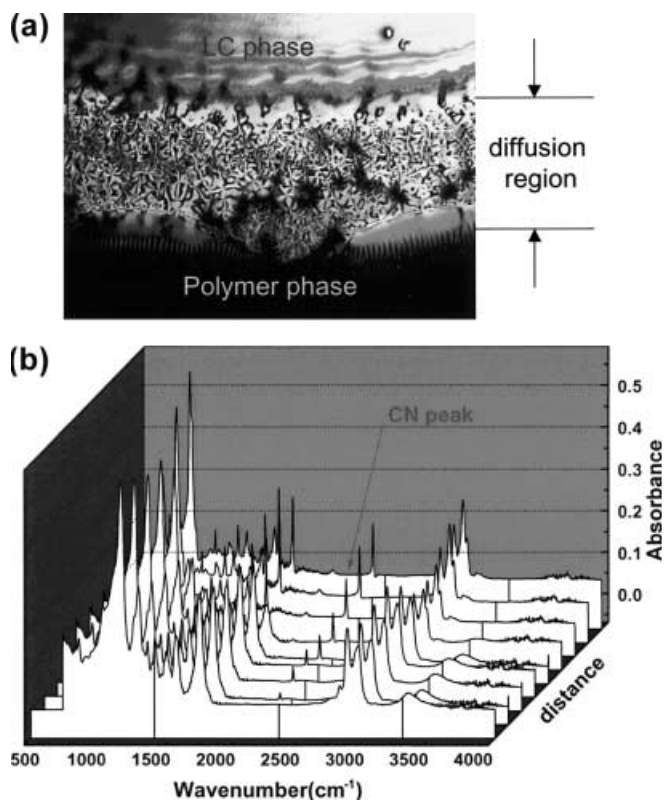 (a)
LC phase
diffusion
region
Polymer phase
(b)
CN peak
0.5
0.4
0.3
0.2
0.1
0.0
Absorbance
distance
500 1000 1500 2000 2500 3000 3500 4000
Wavenumber(cm⁻¹)